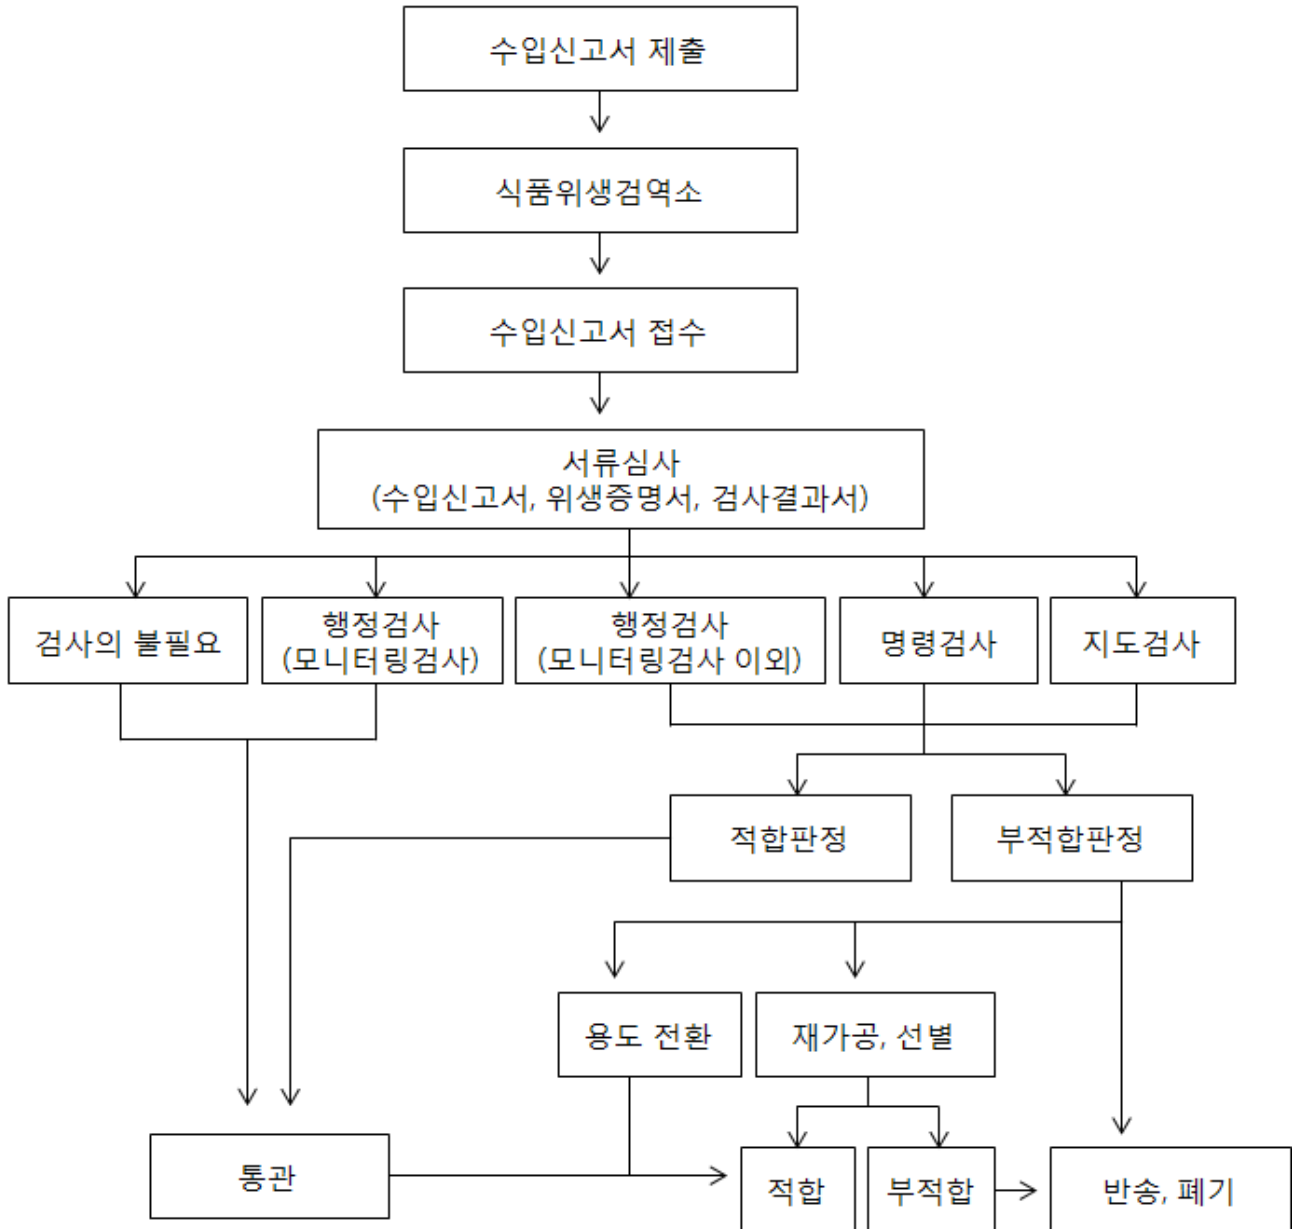 수입신고서 제출
식품위생검역소
수입신고서 접수
서류심사
(수입신고서, 위생증명서, 검사결과서)
검사의 불필요
행정검사
(모니터링검사)
행정검사
(모니터링검사 이외)
명령검사
지도검사
적합판정
부적합판정
용도 전환
재가공, 선별
통관
적합
부적합
반송, 폐기